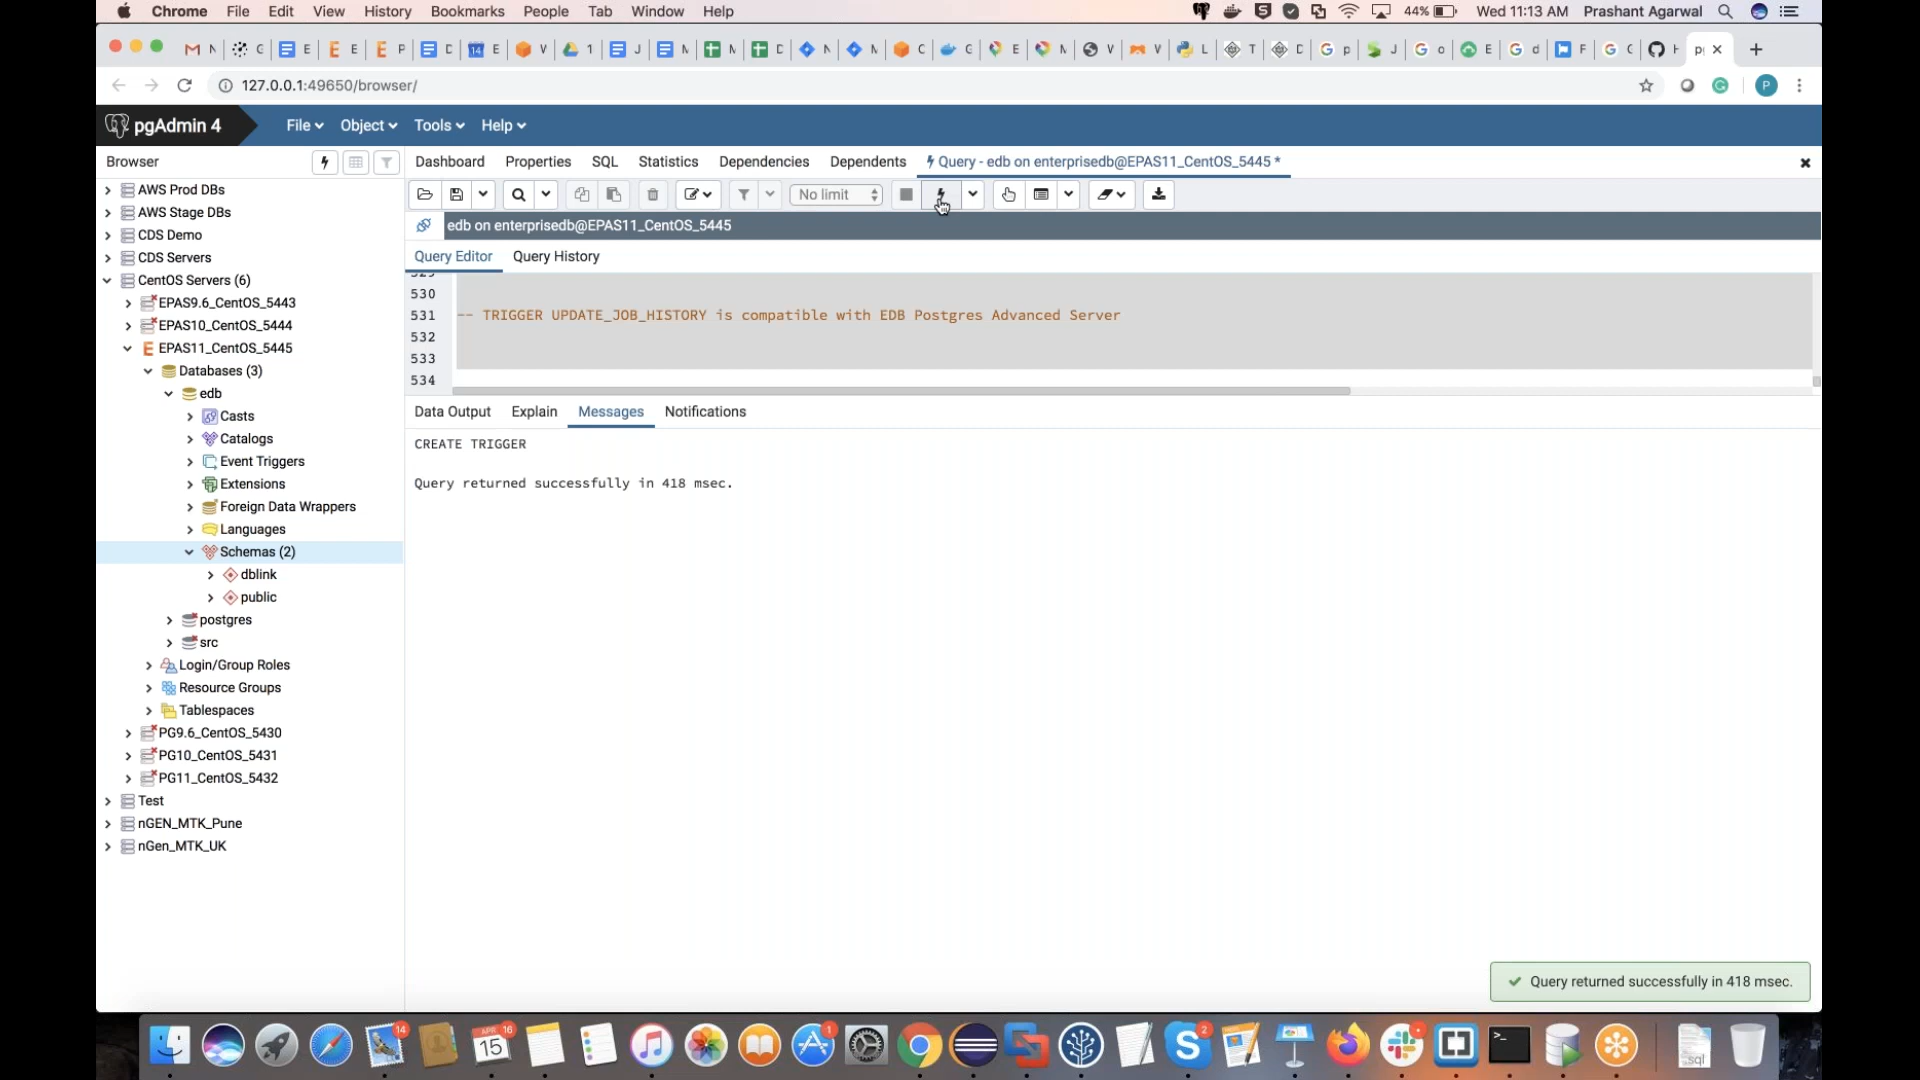 Chrome File Edit View History Bookmarks People Tab Window Help 44% Wed 11:13 AM Prashant Agarwal
127.0.0.1:49650/browser/
pgAdmin 4 File Object Tools Help
Browser
Dashboard Properties SQL Statistics Dependencies Dependents Query - edb on enterprisedb@EPAS11_CentOS_5445 *
No limit
edb on enterprisedb@EPAS11_CentOS_5445
Query Editor Query History
529
530
531 -- TRIGGER UPDATE_JOB_HISTORY is compatible with EDB Postgres Advanced Server
532
533
534
Data Output Explain Messages Notifications
CREATE TRIGGER
Query returned successfully in 418 msec.
AWS Prod DBs
AWS Stage DBs
CDS Demo
CDS Servers
CentOS Servers (6)
EPAS9.6_CentOS_5443
EPAS10_CentOS_5444
EPAS11_CentOS_5445
Databases (3)
edb
Casts
Catalogs
Event Triggers
Extensions
Foreign Data Wrappers
Languages
Schemas (2)
dblink
public
postgres
src
Login/Group Roles
Resource Groups
Tablespaces
PG9.6_CentOS_5430
PG10_CentOS_5431
PG11_CentOS_5432
Test
nGEN_MTK_Pune
nGen_MTK_UK
Query returned successfully in 418 msec.